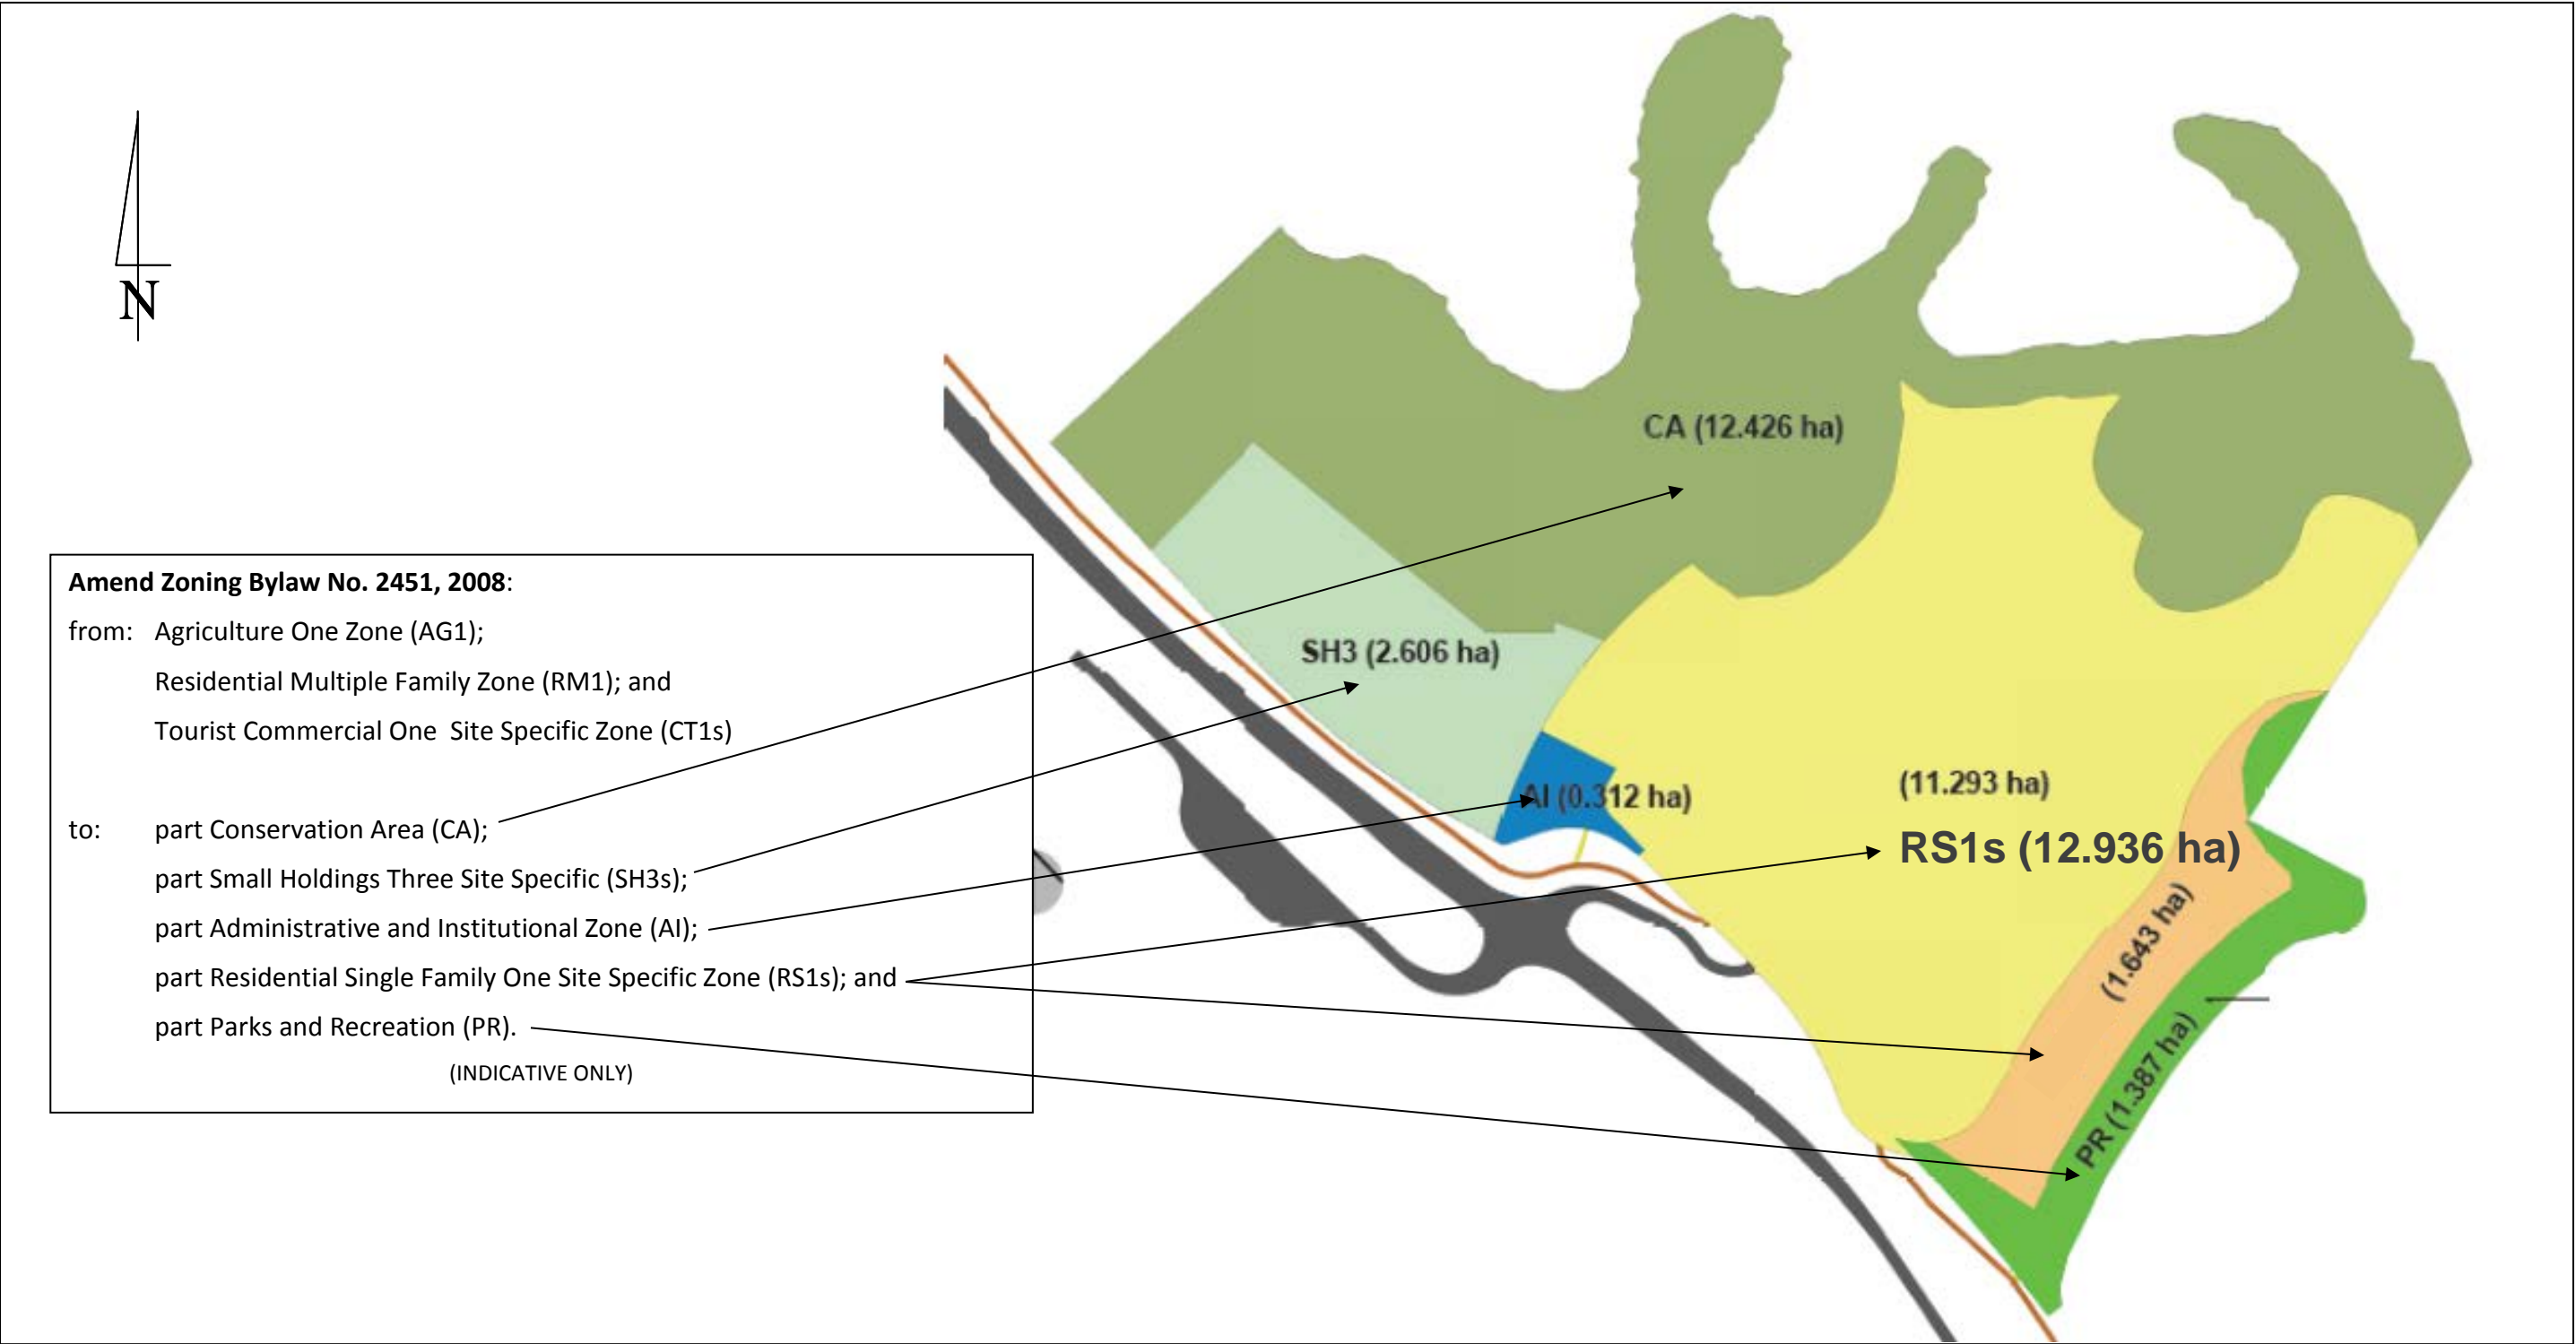 N
CA (12.426 ha)
Amend Zoning Bylaw No. 2451, 2008:
from: Agriculture One Zone (AG1);
Residential Multiple Family Zone (RM1); and
Tourist Commercial One Site Specific Zone (CT1s)
to: part Conservation Area (CA);
part Small Holdings Three Site Specific (SH3s);
part Administrative and Institutional Zone (AI);
part Residential Single Family One Site Specific Zone (RS1s); and
part Parks and Recreation (PR).
(INDICATIVE ONLY)
SH3 (2.606 ha)
AI (0.312 ha)
(11.293 ha)
RS1s (12.936 ha)
(1.643 ha)
PR (1.387 ha)